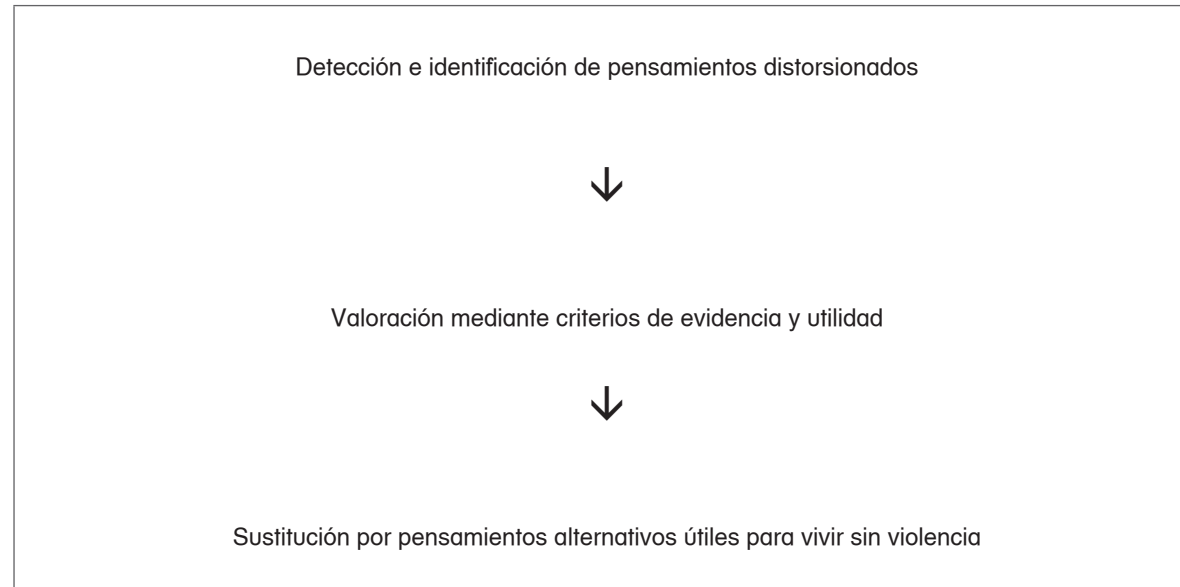 Detección e identificación de pensamientos distorsionados
Valoración mediante criterios de evidencia y utilidad
Sustitución por pensamientos alternativos útiles para vivir sin violencia